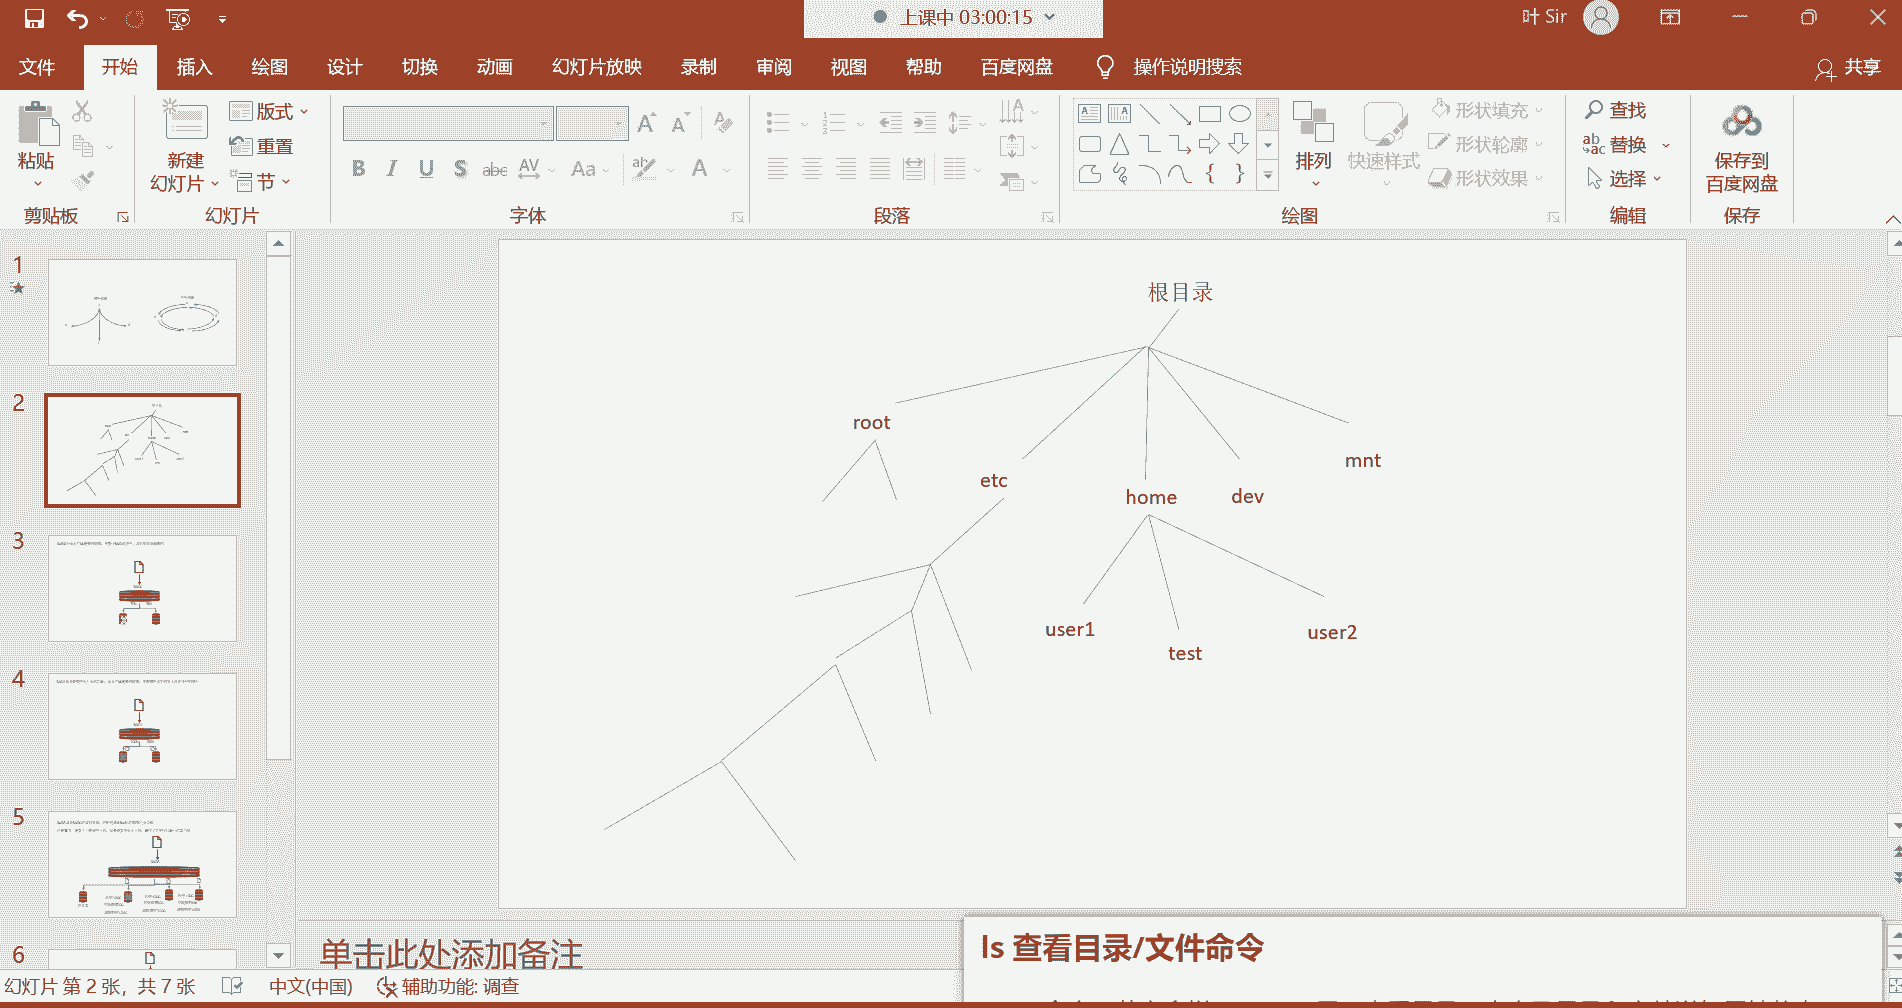 上课中 03:00:15
叶 Sir
文件 开始 插入 绘图 设计 切换 动画 幻灯片放映 录制 审阅 视图 帮助 百度网盘 操作说明搜索 共享
粘贴
剪贴板
新建
幻灯片
版式
重置
节
幻灯片
字体
段落
排列
快速样式
形状填充
形状轮廓
形状效果
绘图
查找
替换
选择
编辑
保存到
百度网盘
保存
1
2
3
4
5
6
根目录
root
etc
home
dev
mnt
user1
test
user2
单击此处添加备注
ls 查看目录/文件命令
幻灯片 第 2 张，共 7 张
中文(中国)
辅助功能: 调查